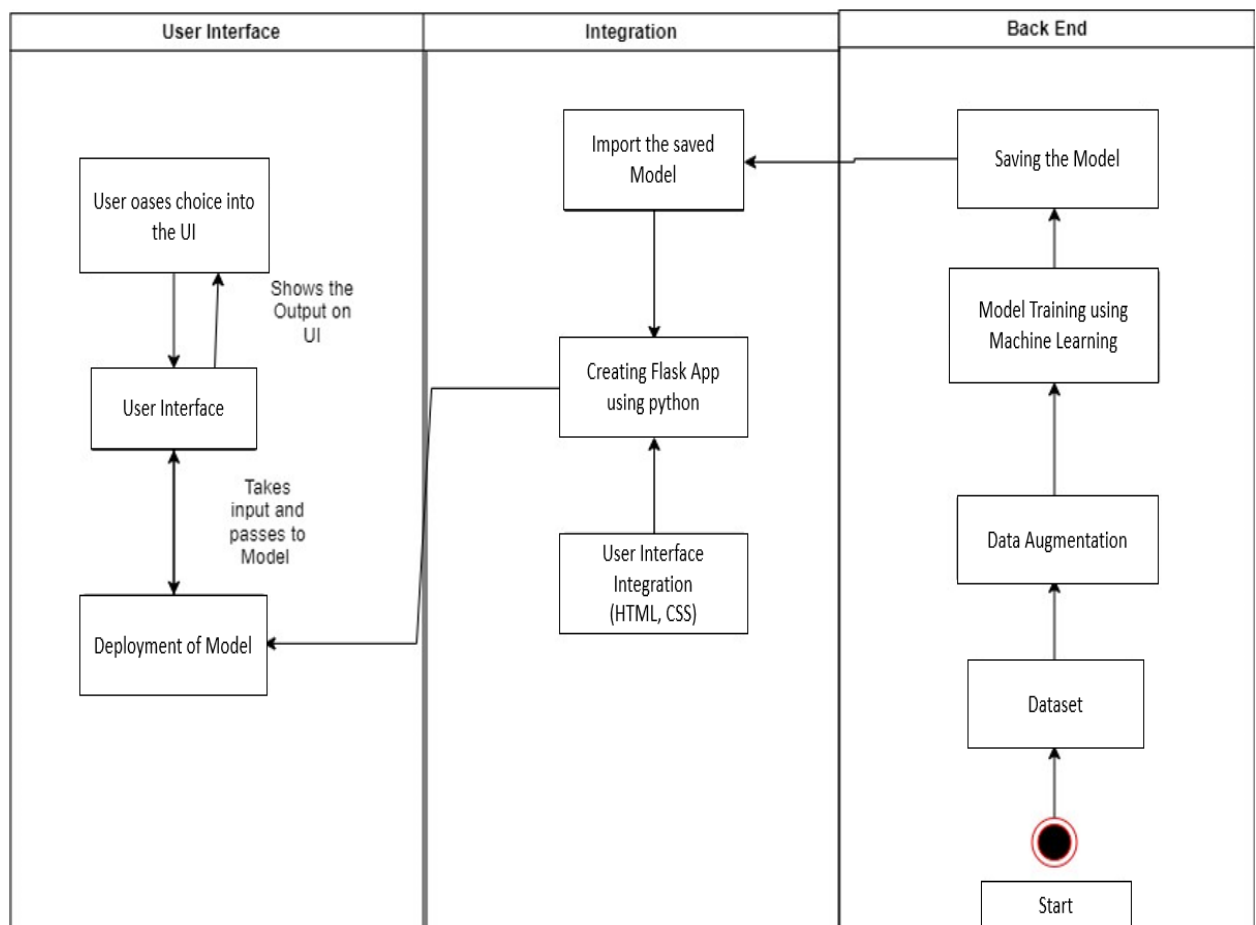 User Interface
Integration
Back End
User oases choice into
the UI
Shows the
Output on
UI
User Interface
Takes
input and
passes to
Model
Deployment of Model
Import the saved
Model
Creating Flask App
using python
User Interface
Integration
(HTML, CSS)
Saving the Model
Model Training using
Machine Learning
Data Augmentation
Dataset
Start